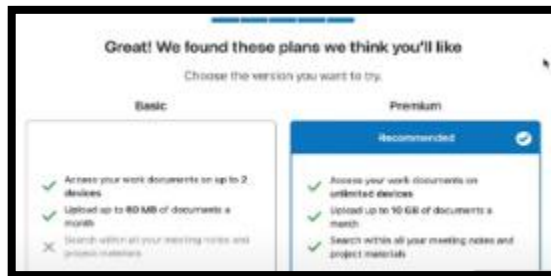 Great! We found these plans we think you'll like
Choose the version you want to try.
Basic
Premium
Recommended
Access your work documents on up to 2
devices
Upload up to 60 MB of documents a
month
Search within all your meeting notes and
project materials
Access your work documents on
unlimited devices
Upload up to 10 GB of documents a
month
Search within all your meeting notes and
project materials